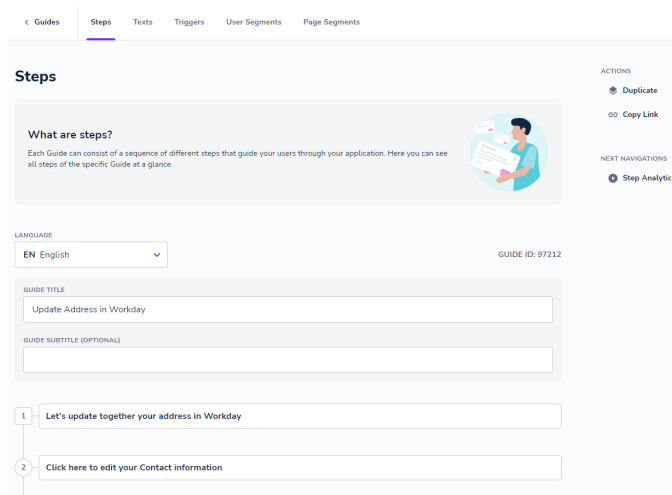 Guides
Steps
Texts
Triggers
User Segments
Page Segments
Steps
What are steps?
Each Guide can consist of a sequence of different steps that guide your users through your application. Here you can see
all steps of the specific Guide at a glance.
LANGUAGE
EN English
GUIDE ID: 97212
GUIDE TITLE
Update Address in Workday
GUIDE SUBTITLE (OPTIONAL)
1
Let's update together your address in Workday
2
Click here to edit your Contact information
ACTIONS
Duplicate
Copy Link
NEXT NAVIGATIONS
Step Analytic